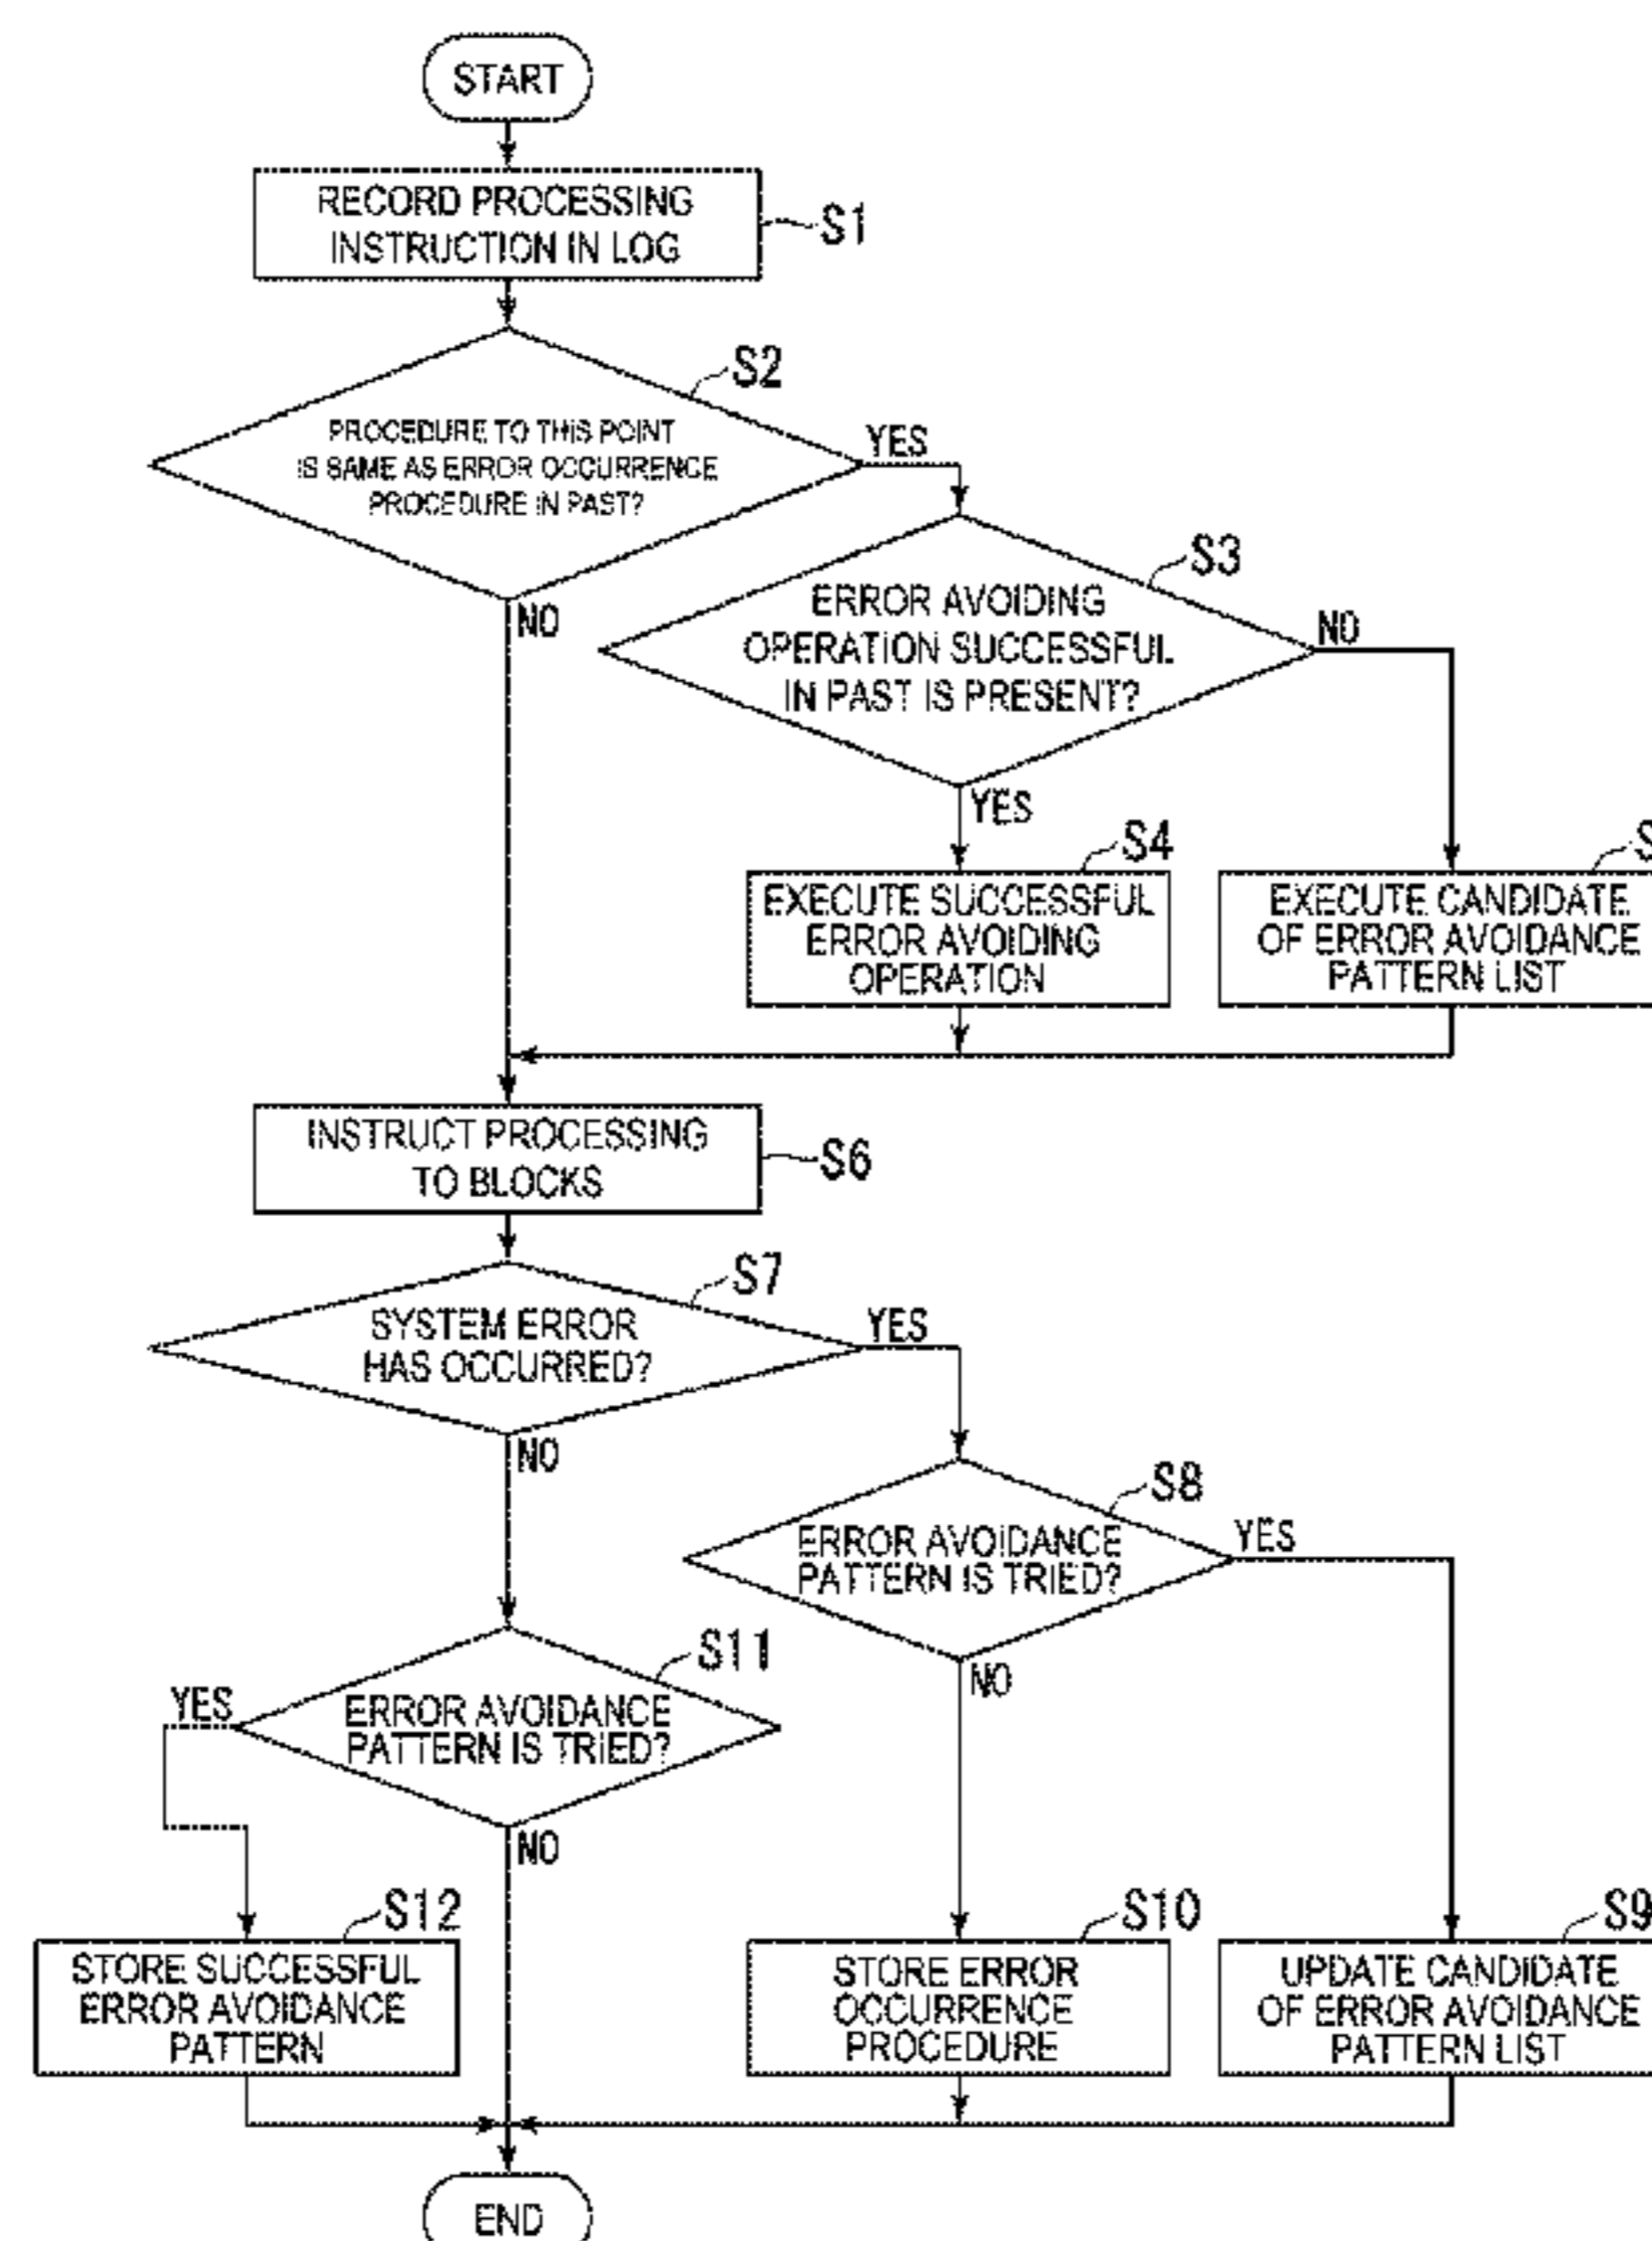 START
RECORD PROCESSING
INSTRUCTION IN LOG
S1
S2
PROCEDURE TO THIS POINT
IS SAME AS ERROR OCCURRENCE
PROCEDURE IN PAST?
YES
NO
S3
ERROR AVOIDING
OPERATION SUCCESSFUL
IN PAST IS PRESENT?
NO
YES
S4
EXECUTE SUCCESSFUL
ERROR AVOIDING
OPERATION
S
EXECUTE CANDIDATE
OF ERROR AVOIDANCE
PATTERN LIST
INSTRUCT PROCESSING
TO BLOCKS
S6
S7
SYSTEM ERROR
HAS OCCURRED?
YES
NO
S8
ERROR AVOIDANCE
PATTERN IS TRIED?
YES
NO
S11
ERROR AVOIDANCE
PATTERN IS TRIED?
YES
NO
S12
STORE SUCCESSFUL
ERROR AVOIDANCE
PATTERN
S10
STORE ERROR
OCCURRENCE
PROCEDURE
S9
UPDATE CANDIDATE
OF ERROR AVOIDANCE
PATTERN LIST
END